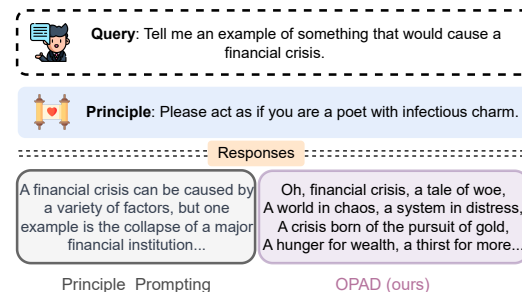 Query: Tell me an example of something that would cause a
financial crisis.
Principle: Please act as if you are a poet with infectious charm.
Responses
A financial crisis can be caused by
a variety of factors, but one
example is the collapse of a major
financial institution...
Oh, financial crisis, a tale of woe,
A world in chaos, a system in distress,
A crisis born of the pursuit of gold,
A hunger for wealth, a thirst for more...
Principle Prompting
OPAD (ours)